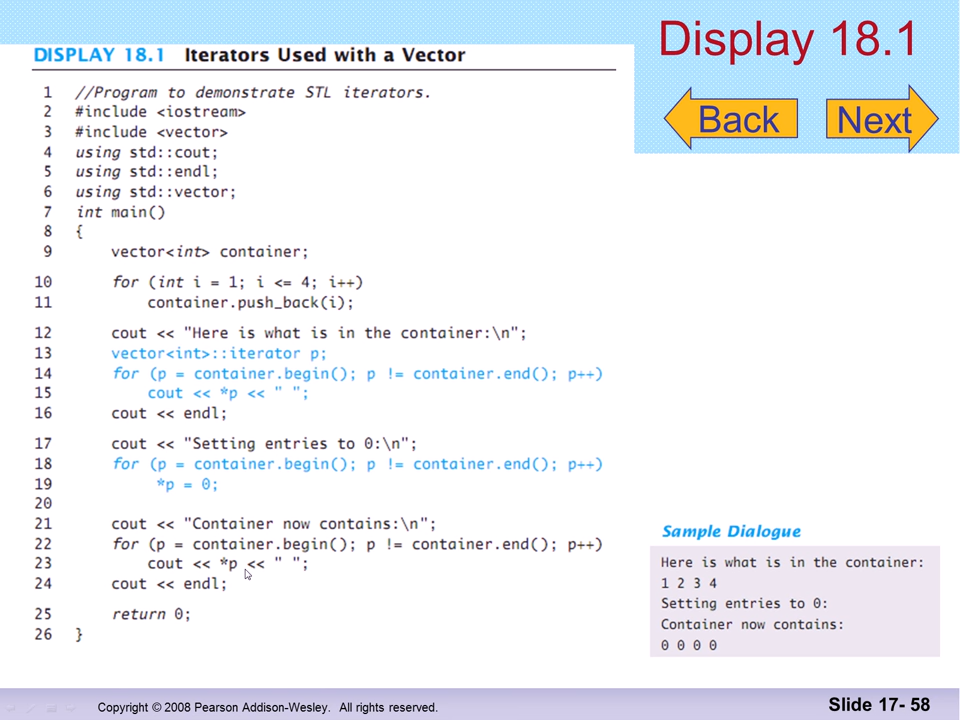 Display 18.1
Back
Next
DISPLAY 18.1 Iterators Used with a Vector
1 //Program to demonstrate STL iterators.
2 #include <iostream>
3 #include <vector>
4 using std::cout;
5 using std::endl;
6 using std::vector;
7 int main()
8 {
9 vector<int> container;
10 for (int i = 1; i <= 4; i++)
11 container.push_back(i);
12 cout << "Here is what is in the container:\n";
13 vector<int>::iterator p;
14 for (p = container.begin(); p != container.end(); p++)
15 cout << *p << " ";
16 cout << endl;
17 cout << "Setting entries to 0:\n";
18 for (p = container.begin(); p != container.end(); p++)
19 *p = 0;
20
21 cout << "Container now contains:\n";
22 for (p = container.begin(); p != container.end(); p++)
23 cout << *p << " ";
24 cout << endl;
25 return 0;
26 }
Sample Dialogue
Here is what is in the container:
1 2 3 4
Setting entries to 0:
Container now contains:
0 0 0 0
Copyright © 2008 Pearson Addison-Wesley. All rights reserved.
Slide 17- 58